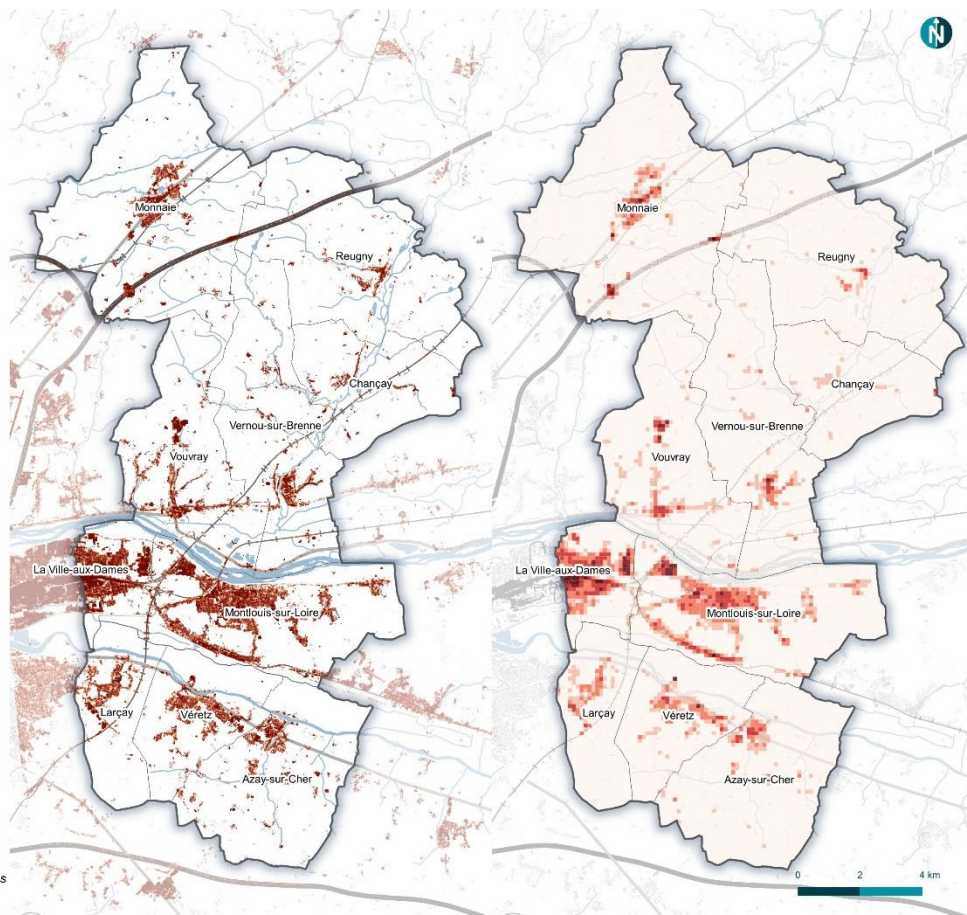 N
Monnaie
Reugny
Chançay
Vernou-sur-Brenne
Vouvray
La Ville-aux-Dames
Montlouis-sur-Loire
Larçay
Véretz
Azay-sur-Cher
s
Monnaie
Reugny
Chançay
Vernou-sur-Brenne
Vouvray
La Ville-aux-Dames
Montlouis-sur-Loire
Larçay
Véretz
Azay-sur-Cher
0 2 4 km